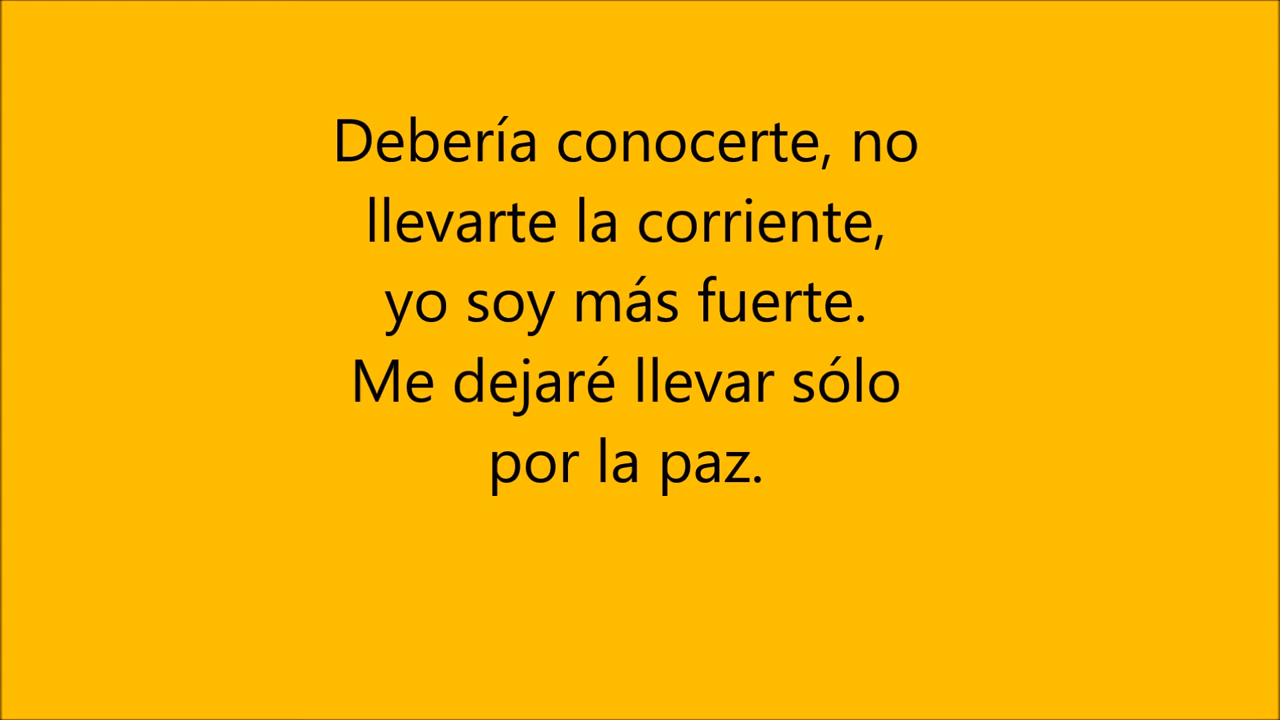 Debería conocerte, no
llevarte la corriente,
yo soy más fuerte.
Me dejaré llevar sólo
por la paz.